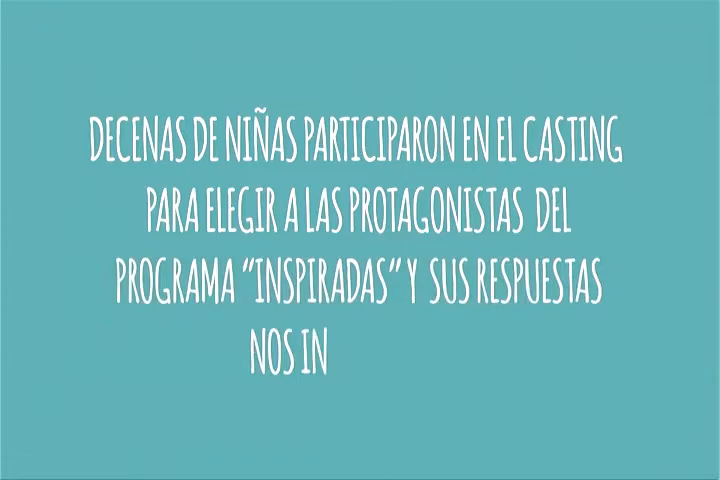 DECENAS DE NIÑAS PARTICIPARON EN EL CASTING
PARA ELEGIR A LAS PROTAGONISTAS DEL
PROGRAMA “INSPIRADAS” Y SUS RESPUESTAS
NOS IN